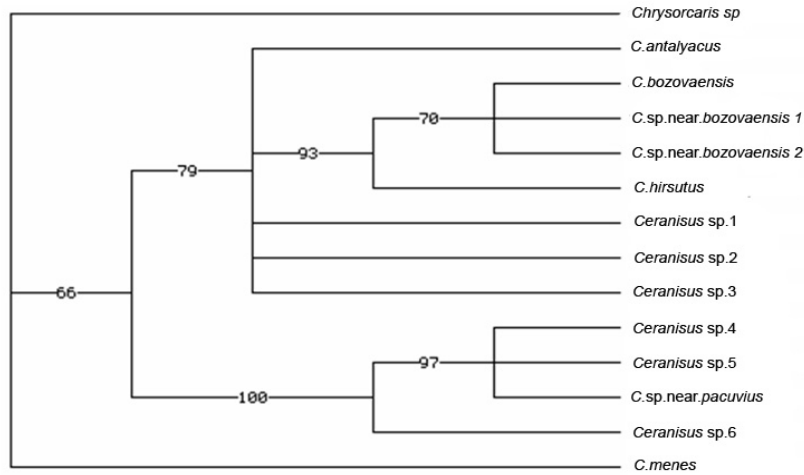 Chrysorcaris sp
C.antalyacus
C.bozovaensis
70
C.sp.near.bozovaensis 1
93
C.sp.near.bozovaensis 2
79
C.hirsutus
Ceranisus sp.1
Ceranisus sp.2
66
Ceranisus sp.3
Ceranisus sp.4
97
Ceranisus sp.5
100
C.sp.near.pacuvius
Ceranisus sp.6
C.menes